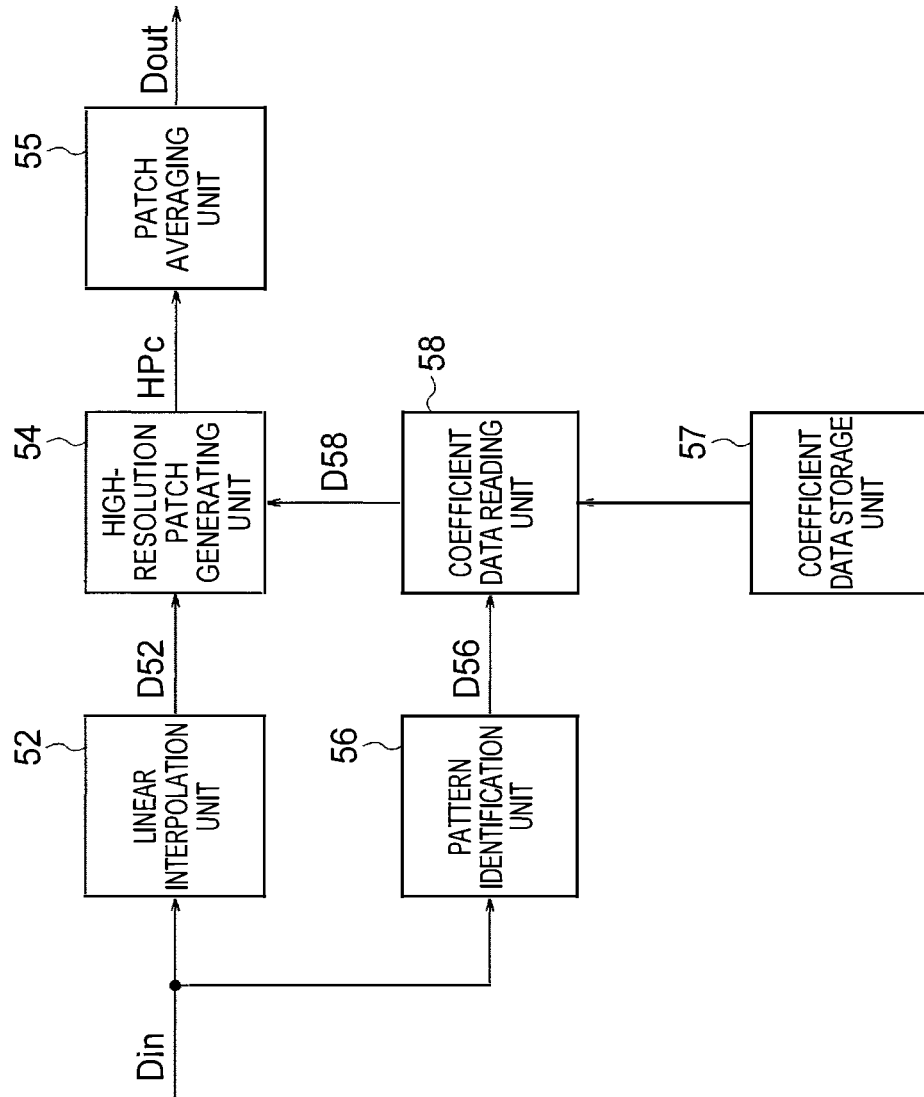 Din
52
LINEAR
INTERPOLATION
UNIT
D52
54
HIGH-
RESOLUTION
PATCH
GENERATING
UNIT
HPc
55
PATCH
AVERAGING
UNIT
Dout
56
PATTERN
IDENTIFICATION
UNIT
D56
D58
58
COEFFICIENT
DATA READING
UNIT
57
COEFFICIENT
DATA STORAGE
UNIT